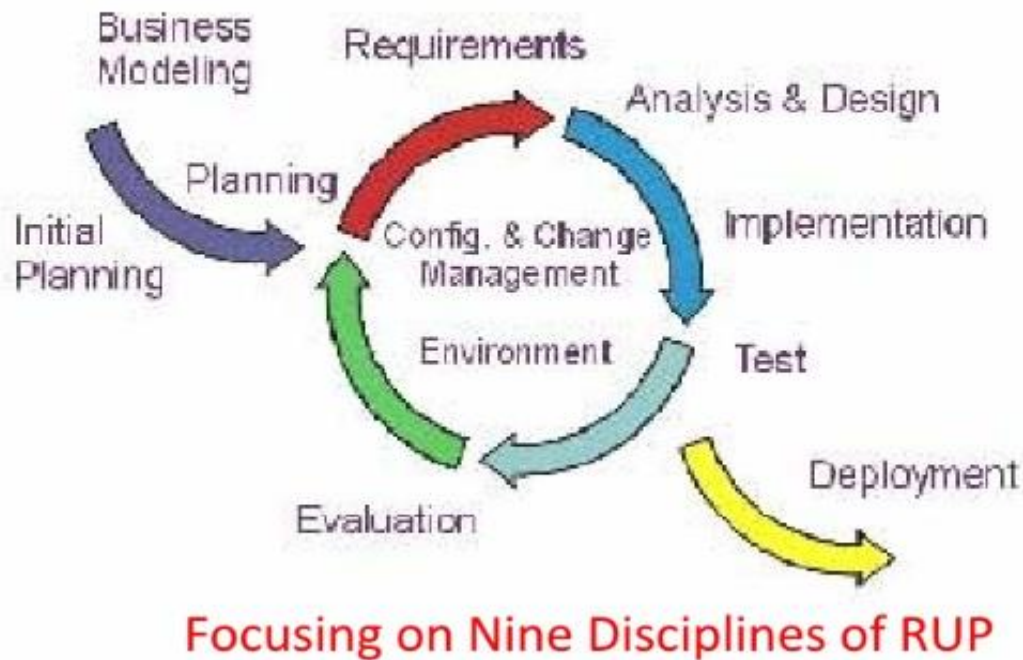 Business
Modeling
Requirements
Analysis & Design
Planning
Initial
Planning
Config. & Change
Management
Implementation
Environment
Test
Deployment
Evaluation
Focusing on Nine Disciplines of RUP